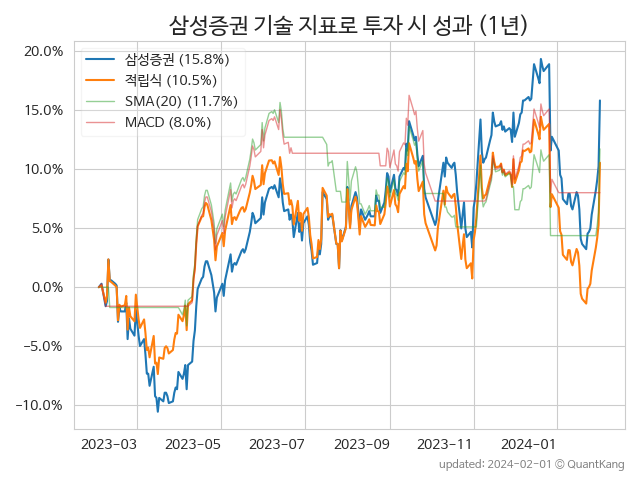 삼성증권 기술 지표로 투자 시 성과 (1년)
20.0%
15.0%
10.0%
5.0%
0.0%
−5.0%
−10.0%
삼성증권 (15.8%)
적립식 (10.5%)
SMA(20) (11.7%)
MACD (8.0%)
2023-03 2023-05 2023-07 2023-09 2023-11 2024-01
updated: 2024-02-01 © QuantKang